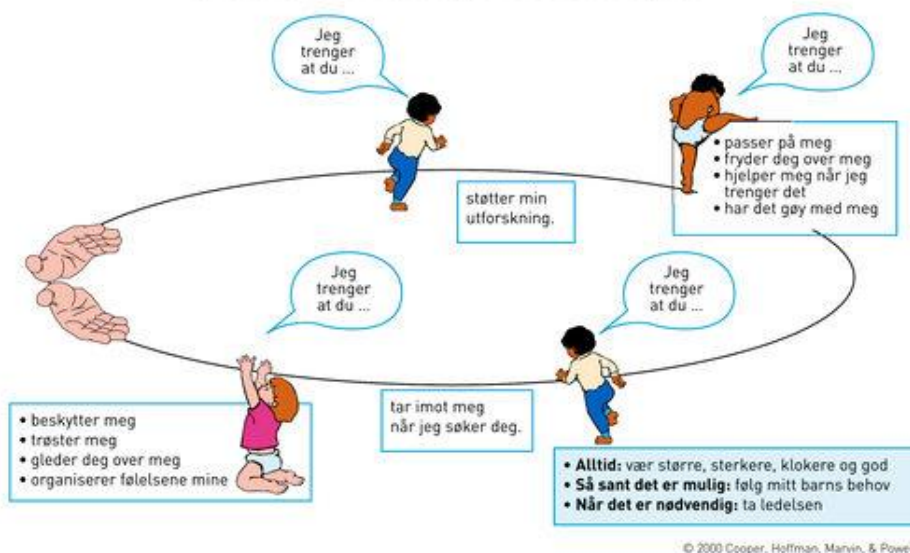 Jeg
trenger
at du ...
Jeg
trenger
at du ...
• passer på meg
• fryder deg over meg
• hjelper meg når jeg
trenger det
• har det gøy med meg
støtter min
utforskning.
Jeg
trenger
at du ...
Jeg
trenger
at du ...
• beskytter meg
• trøster meg
• gleder deg over meg
• organiserer følelsene mine
tar imot meg
når jeg søker deg.
• Alltid: vær større, sterkere, klokere og god
• Så sant det er mulig: følg mitt barns behov
• Når det er nødvendig: ta ledelsen
© 2000 Cooper, Hoffman, Marvin, & Powe